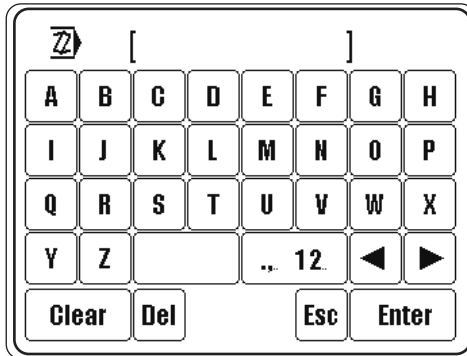 [ ]
A B C D E F G H
I J K L M N O P
Q R S T U V W X
Y Z ., 12 ◀ ▶
Clear Del Esc Enter